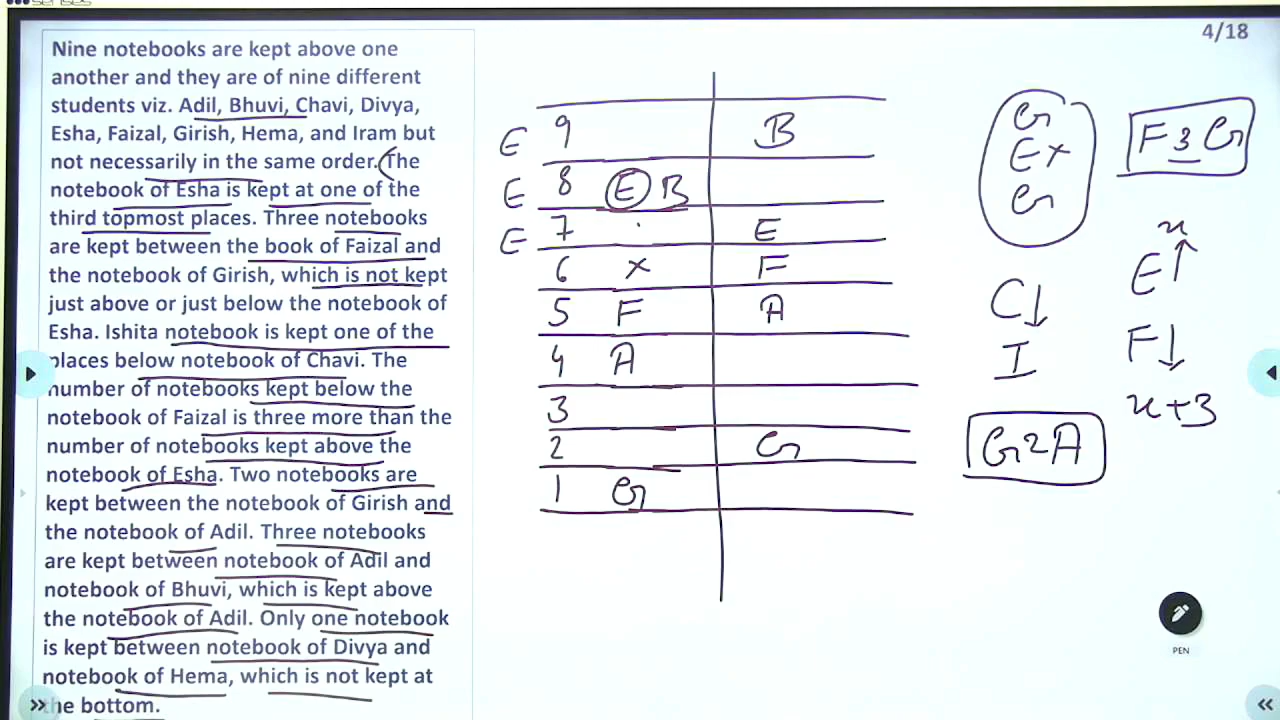 4/18
Nine notebooks are kept above one
another and they are of nine different
students viz. Adil, Bhuvi, Chavi, Divya,
Esha, Faizal, Girish, Hema, and Iram but
not necessarily in the same order. The
notebook of Esha is kept at one of the
third topmost places. Three notebooks
are kept between the book of Faizal and
the notebook of Girish, which is not kept
just above or just below the notebook of
Esha. Ishita notebook is kept one of the
places below notebook of Chavi. The
number of notebooks kept below the
notebook of Faizal is three more than the
number of notebooks kept above the
notebook of Esha. Two notebooks are
kept between the notebook of Girish and
the notebook of Adil. Three notebooks
are kept between notebook of Adil and
notebook of Bhuvi, which is kept above
the notebook of Adil. Only one notebook
is kept between notebook of Divya and
notebook of Hema, which is not kept at
the bottom.
E 9 B
E 8 E B
E 7 . E
6 x F
5 F A
4 A
3
2 G
1 G
G
E x
G
F 3 G
C↓
I
x
E↑
F↓
x+3
G 2 A
PEN